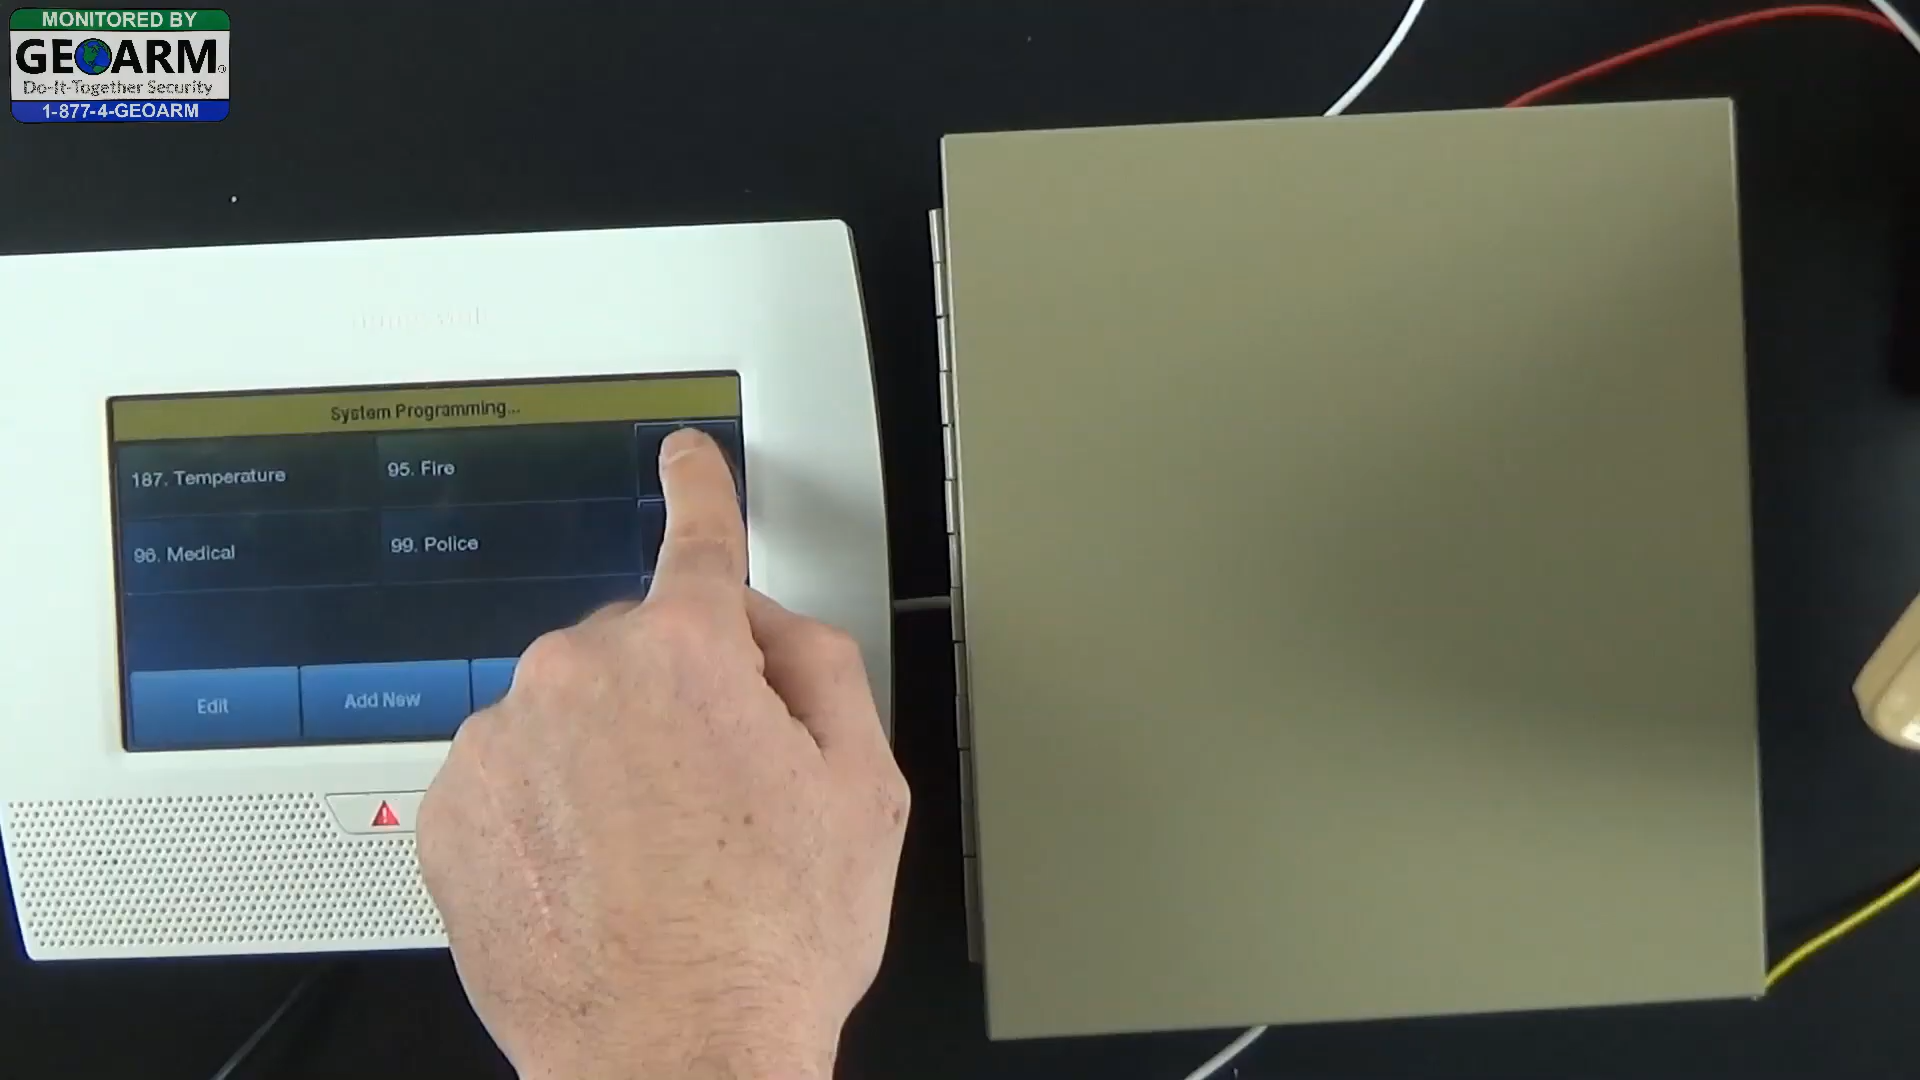 MONITORED BY
GEOARM®
Do-It-Together Security
1-877-4-GEOARM
Honeywell
System Programming...
187. Temperature
95. Fire
96. Medical
99. Police
Edit
Add New